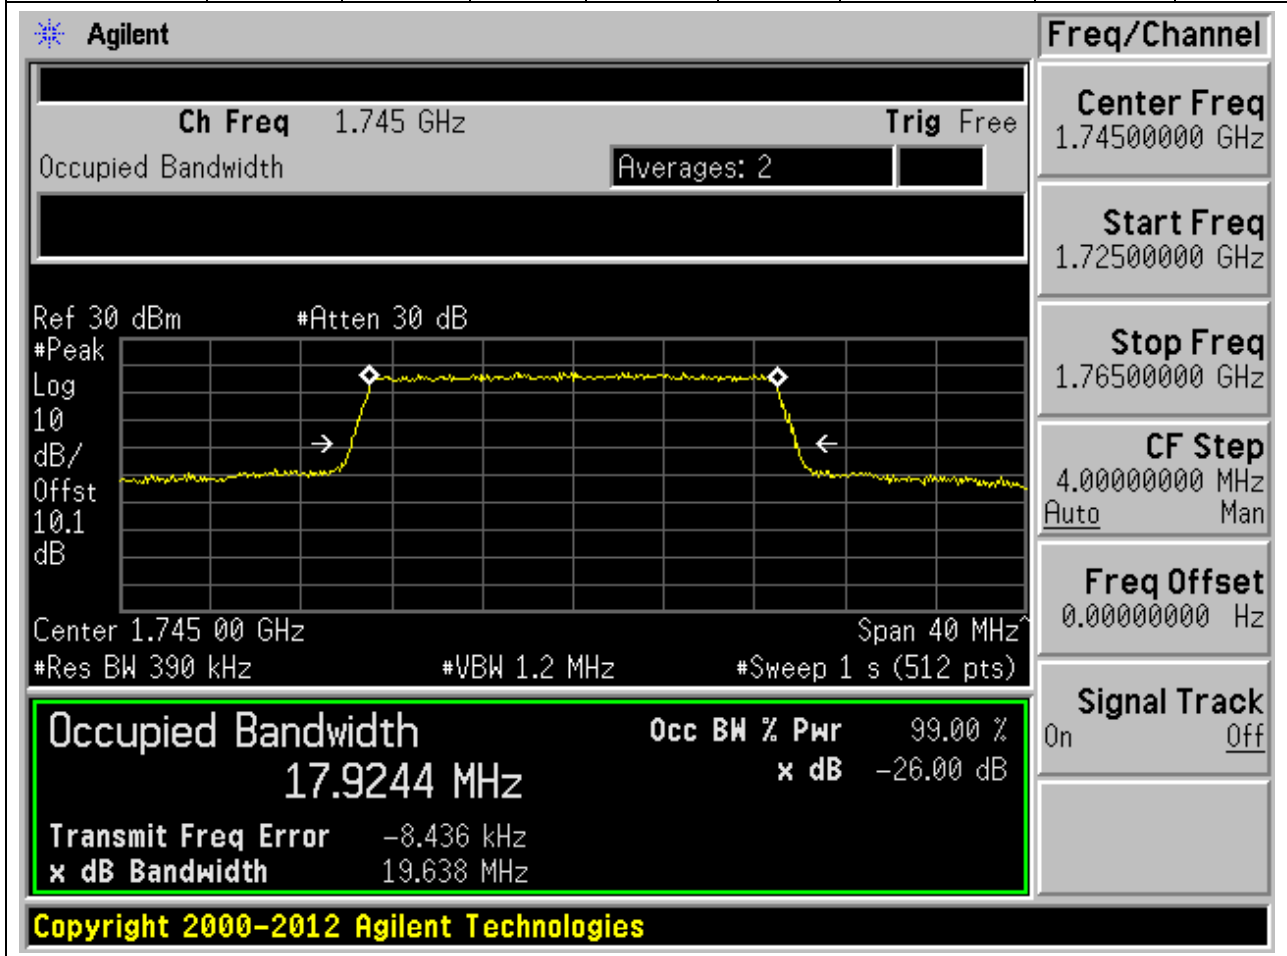 Agilent
Freq/Channel
Ch Freq 1.745 GHz Trig Free
Occupied Bandwidth Averages: 2
Ref 30 dBm #Atten 30 dB
#Peak
Log
10
dB/
Offst
10.1
dB
Center 1.745 00 GHz Span 40 MHz^
#Res BW 390 kHz #VBW 1.2 MHz #Sweep 1 s (512 pts)
Occupied Bandwidth
17.9244 MHz
Occ BW % Pwr 99.00 %
x dB -26.00 dB
Transmit Freq Error -8.436 kHz
x dB Bandwidth 19.638 MHz
Copyright 2000-2012 Agilent Technologies
Center Freq
1.74500000 GHz
Start Freq
1.72500000 GHz
Stop Freq
1.76500000 GHz
CF Step
4.00000000 MHz
Auto Man
Freq Offset
0.00000000 Hz
Signal Track
On Off